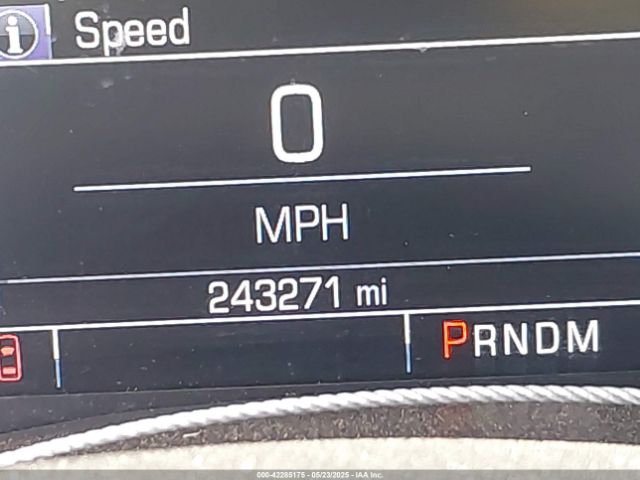 i Speed
0
MPH
243271 mi
PRNDM
000-42285175 - 05/23/2025 - IAA Inc.